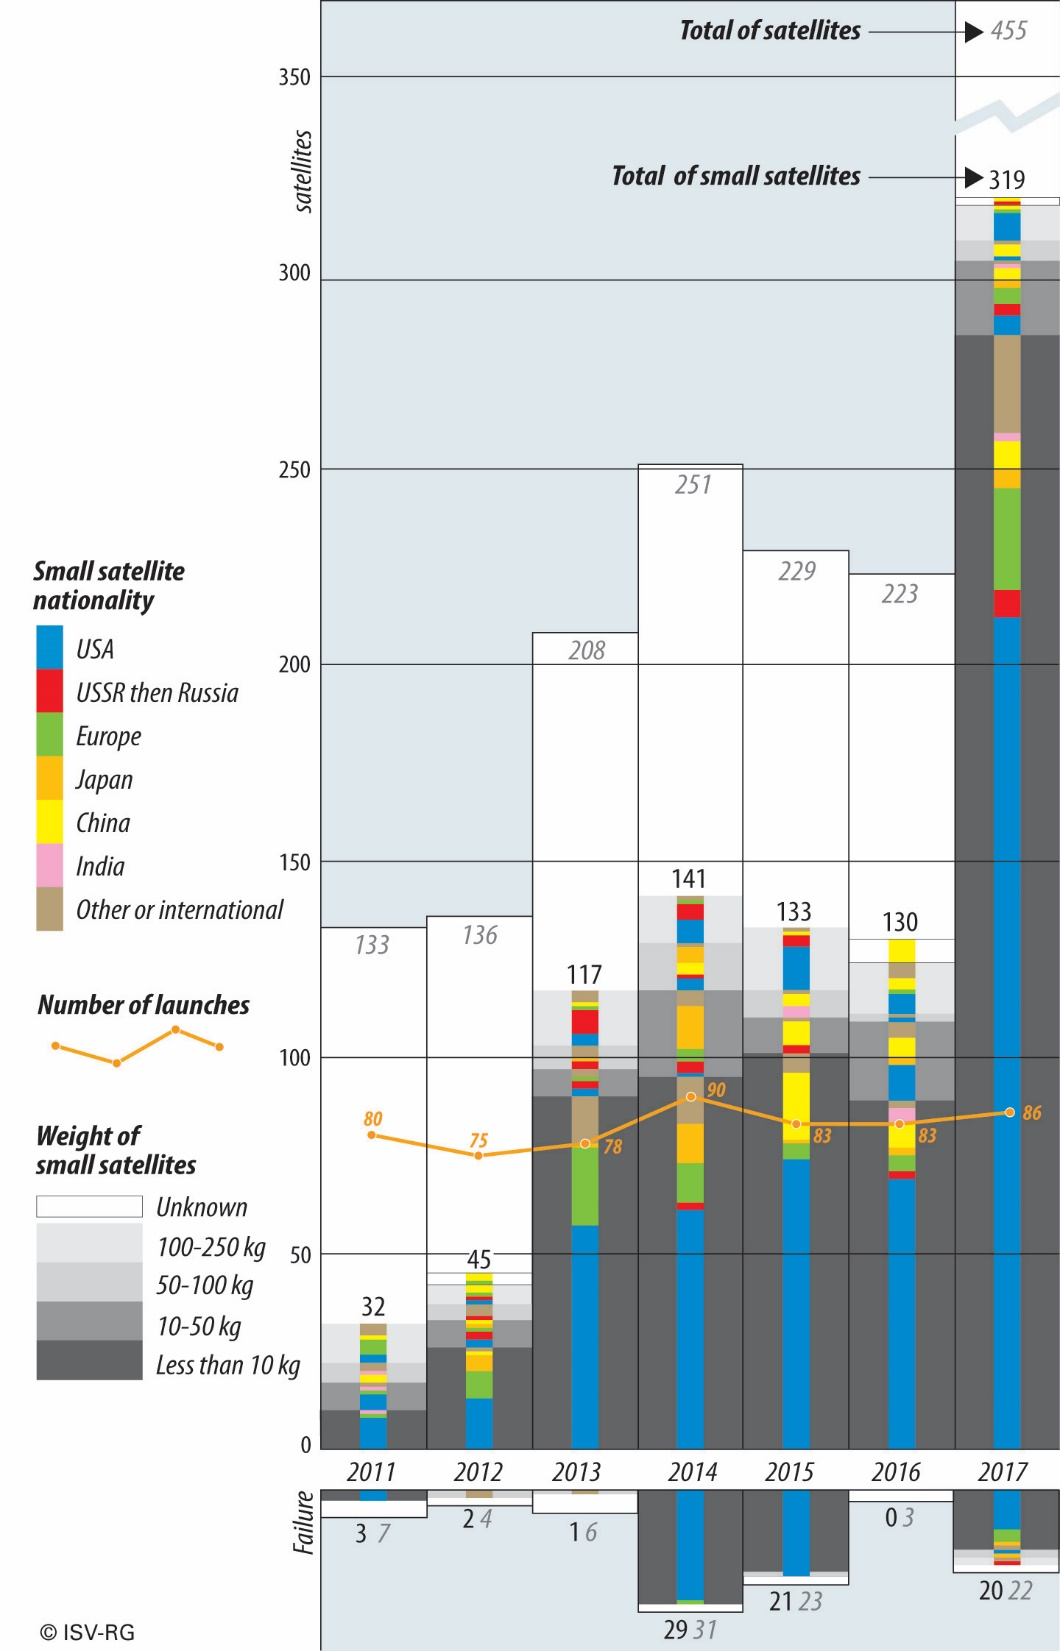 Total of satellites
455
350
satellites
Total of small satellites
319
300
250
251
229
223
Small satellite
nationality
USA
USSR then Russia
Europe
Japan
China
India
Other or international
200
208
150
141
133
130
133
136
117
Number of launches
100
80
75
78
90
83
83
86
Weight of
small satellites
Unknown
100-250 kg
50-100 kg
10-50 kg
Less than 10 kg
50
45
32
0
2011 2012 2013 2014 2015 2016 2017
Failure
3 7
2 4
1 6
29 31
21 23
0 3
20 22
© ISV-RG